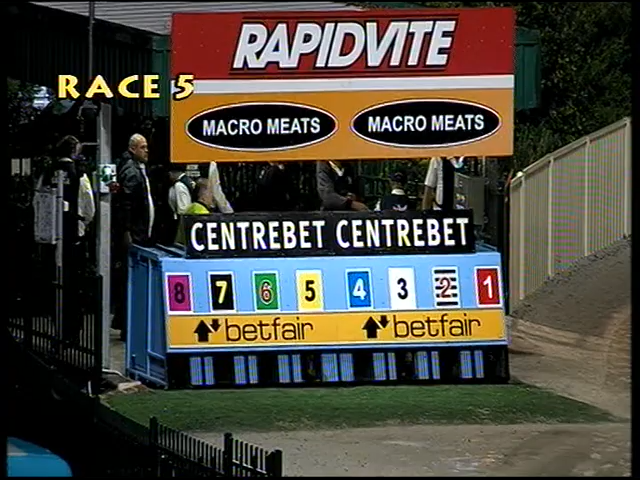 RAPIDVITE
RACE 5
MACRO MEATS MACRO MEATS
CENTREBET CENTREBET
8 7 6 5 4 3 2 1
betfair betfair